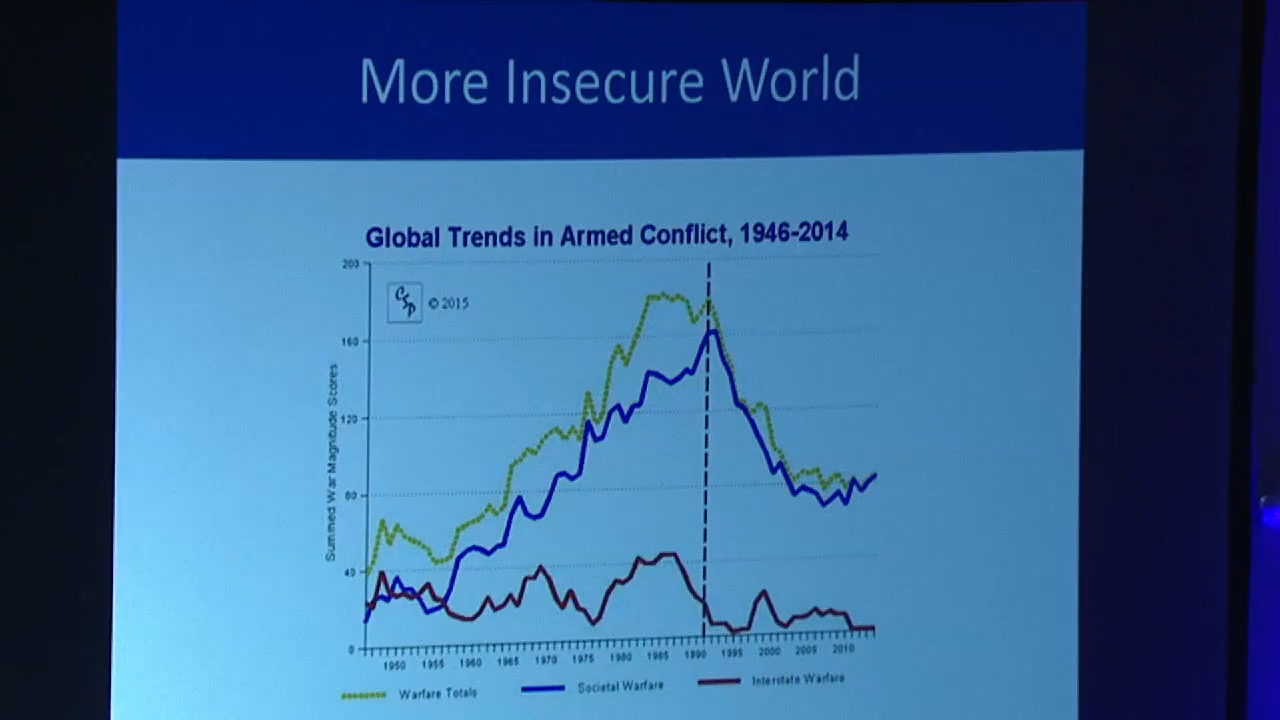 More Insecure World
Global Trends in Armed Conflict, 1946-2014
CSP © 2015
Summed War Magnitude Scores
200
160
120
80
40
0
1950 1955 1960 1965 1970 1975 1980 1985 1990 1995 2000 2005 2010
Warfare Totals Societal Warfare Interstate Warfare